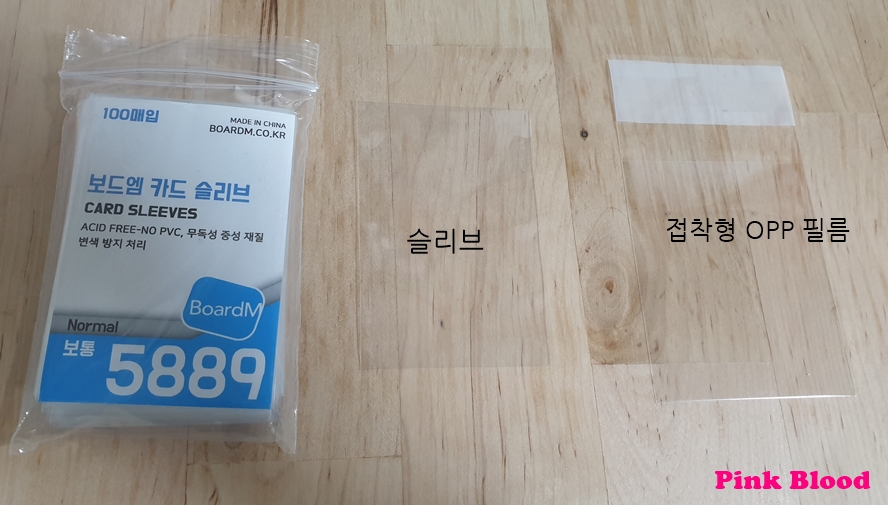 100매입
MADE IN CHINA
BOARDM.CO.KR
보드엠 카드 슬리브
CARD SLEEVES
ACID FREE-NO PVC, 무독성 중성 재질
변색 방지 처리
BoardM
Normal
보통
5889
슬리브
접착형 OPP 필름
Pink Blood